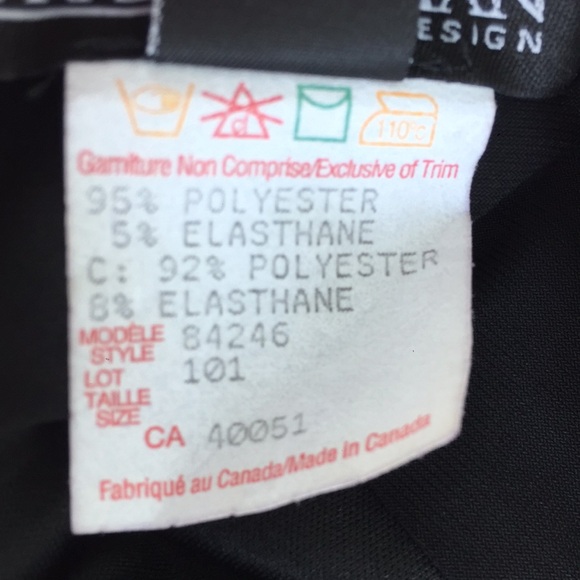 ESIGN
110°c
Garniture Non Comprise/Exclusive of Trim
95% POLYESTER
5% ELASTHANE
C: 92% POLYESTER
8% ELASTHANE
MODÈLE 84246
STYLE
LOT 101
TAILLE
SIZE
CA 40051
Fabriqué au Canada/Made in Canada